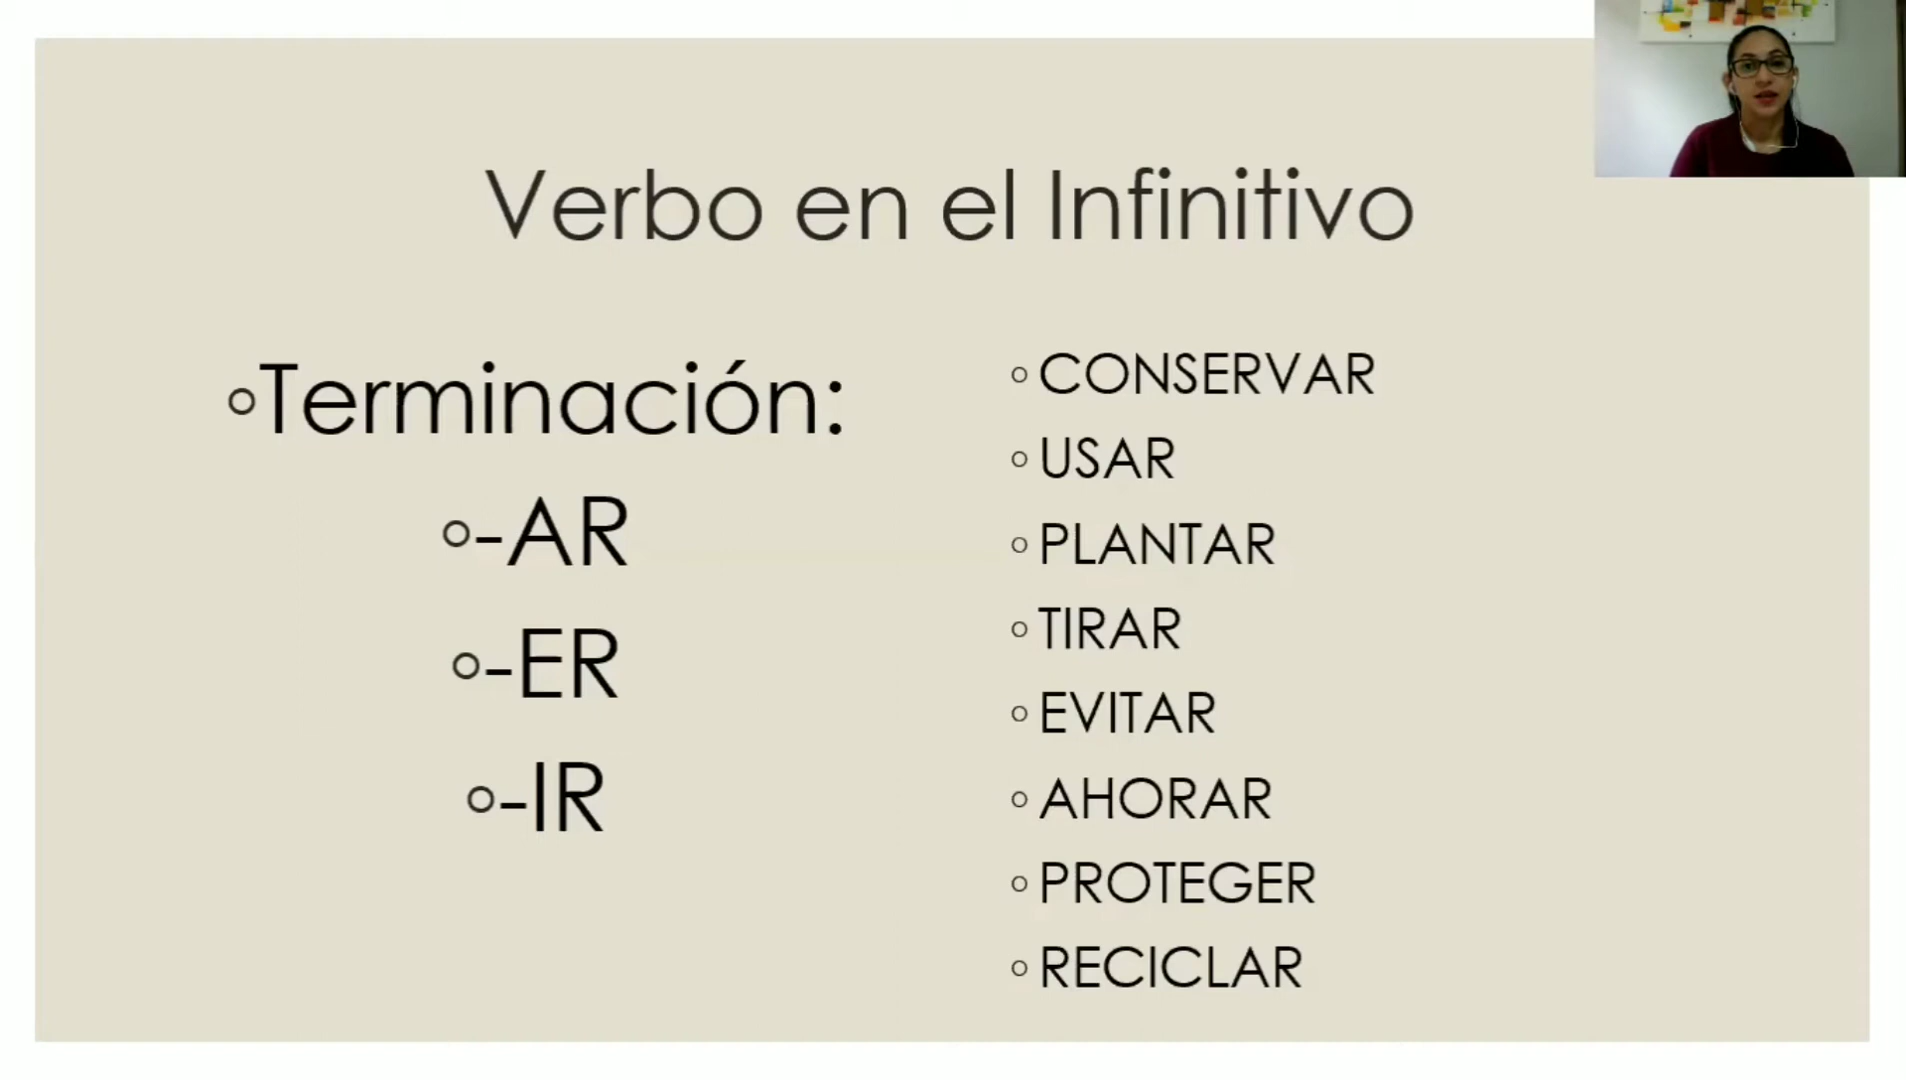 Verbo en el Infinitivo
Terminación:
-AR
-ER
-IR
CONSERVAR
USAR
PLANTAR
TIRAR
EVITAR
AHORAR
PROTEGER
RECICLAR